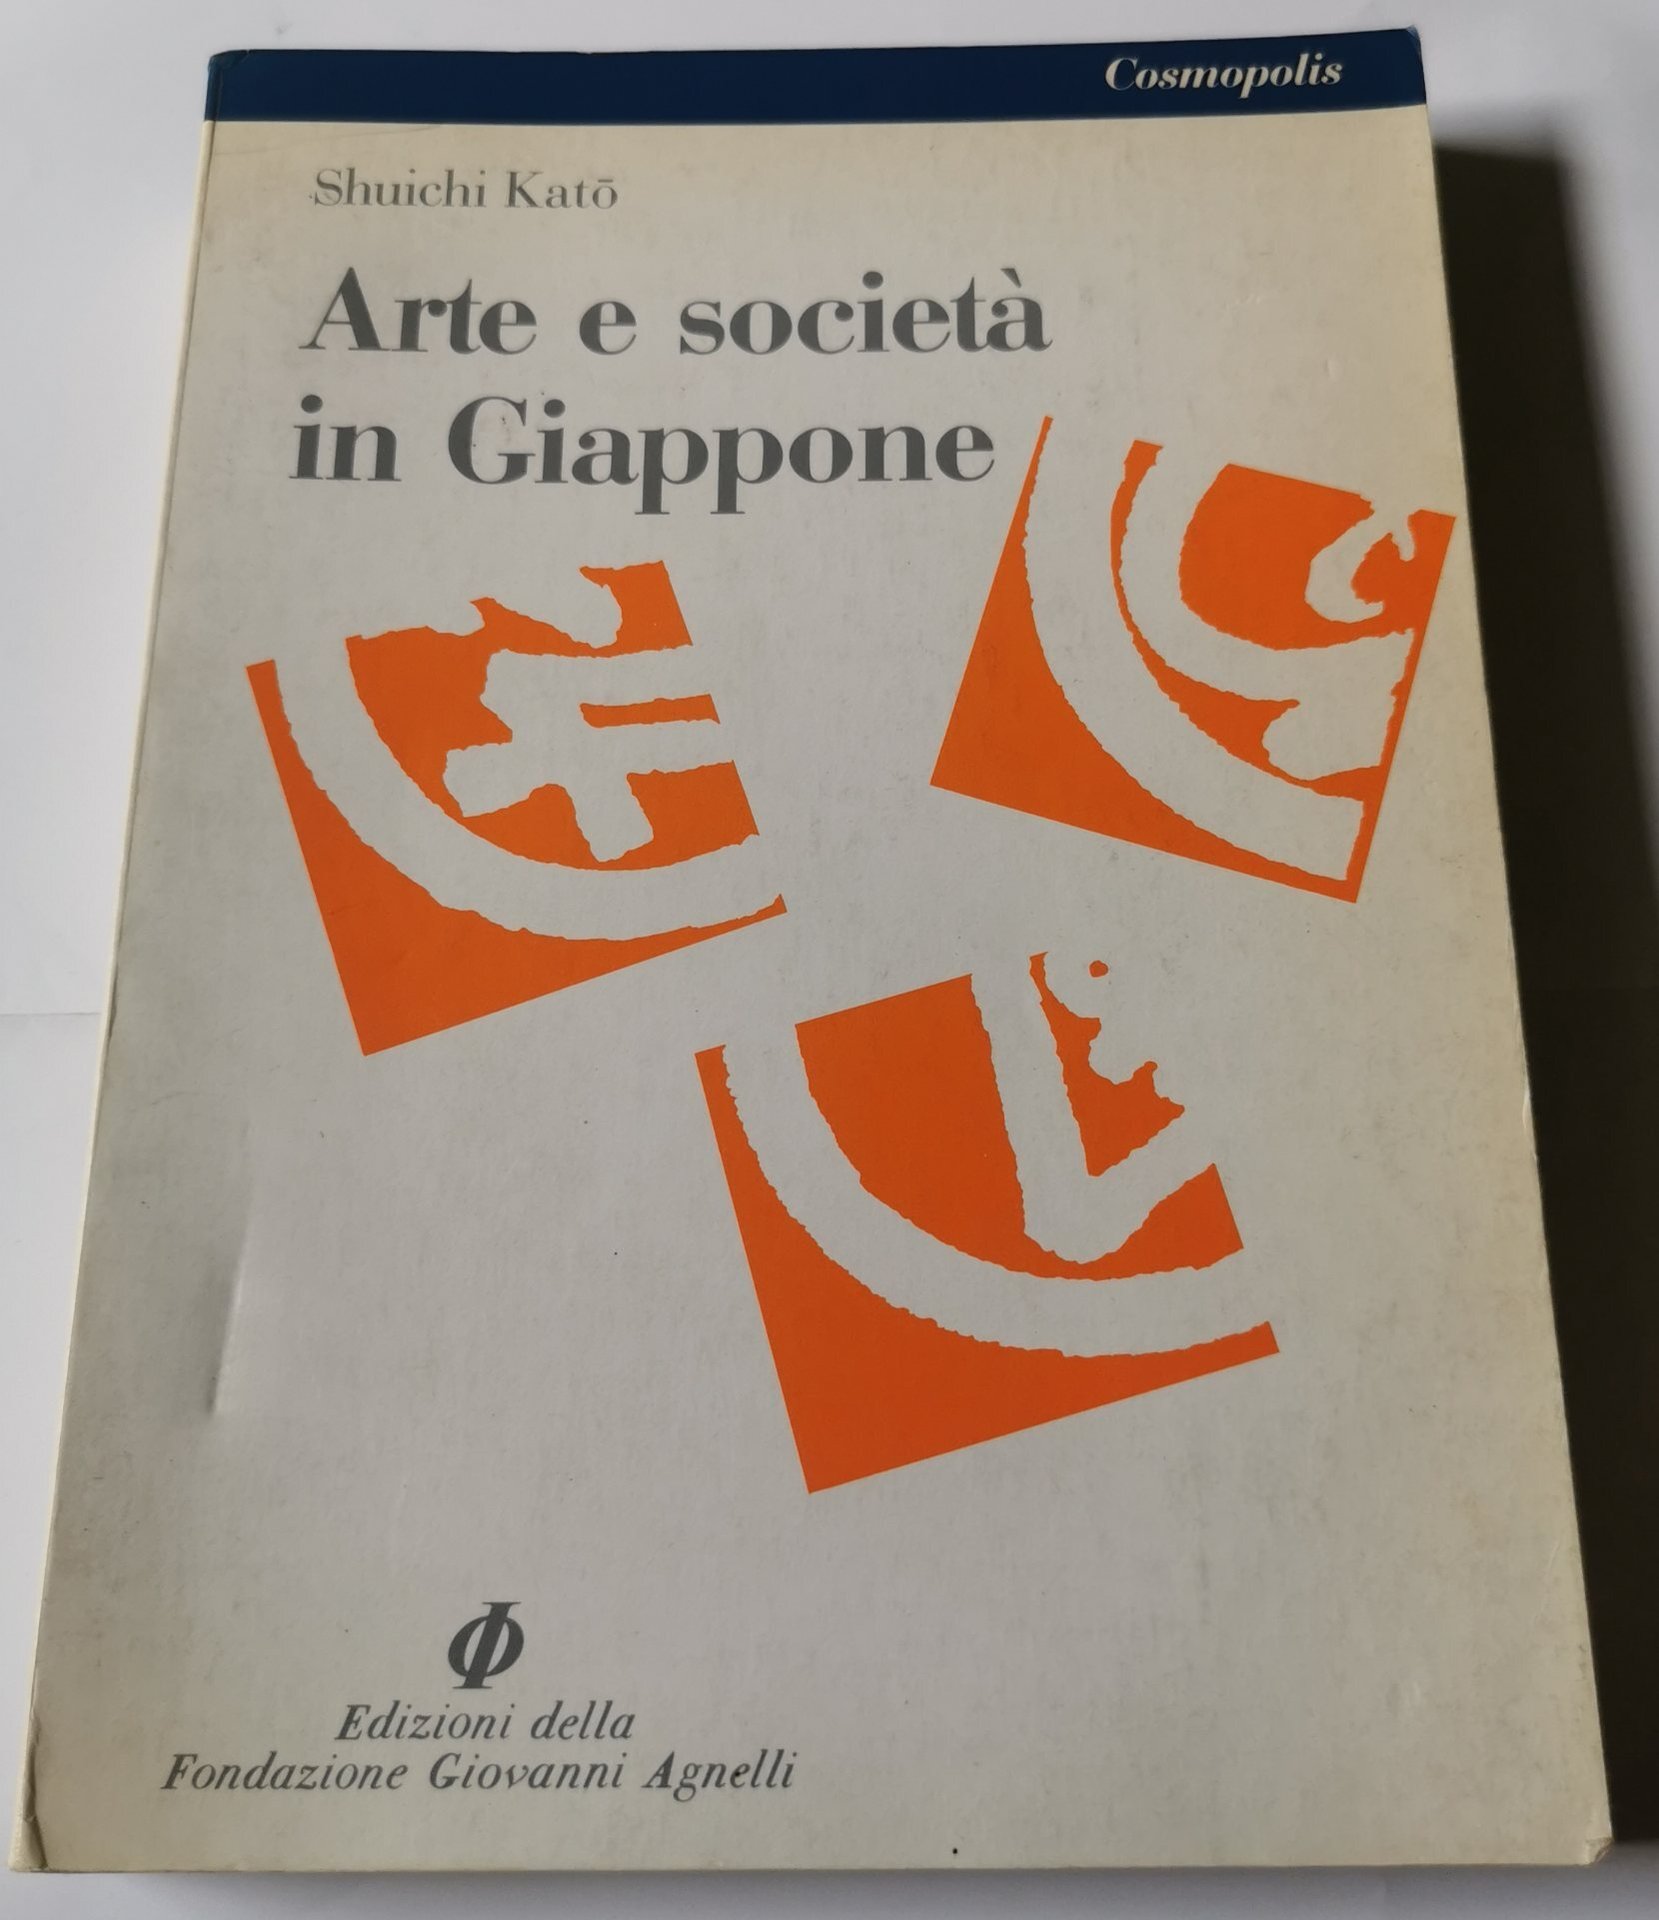 Cosmopolis
Shuichi Katō
Arte e società
in Giappone
Φ
Edizioni della
Fondazione Giovanni Agnelli